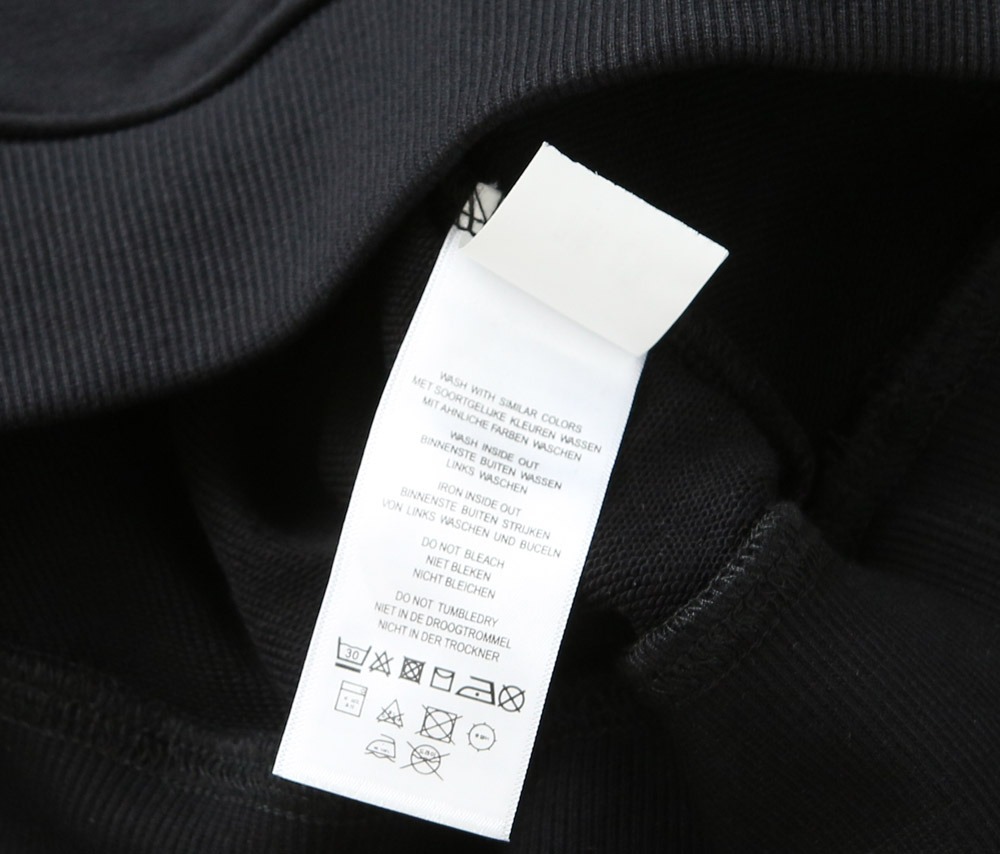 WASH WITH SIMILAR COLORS
MET SOORTGELIJKE KLEUREN WASSEN
MIT AHNLICHE FARBEN WASCHEN
WASH INSIDE OUT
BINNENSTE BUITEN WASSEN
LINKS WASCHEN
IRON INSIDE OUT
BINNENSTE BUITEN STRIJKEN
VON LINKS WASCHEN UND BUCELN
DO NOT BLEACH
NIET BLEKEN
NICHT BLEICHEN
DO NOT TUMBLEDRY
NIET IN DE DROOGTROMMEL
NICHT IN DER TROCKNER
30